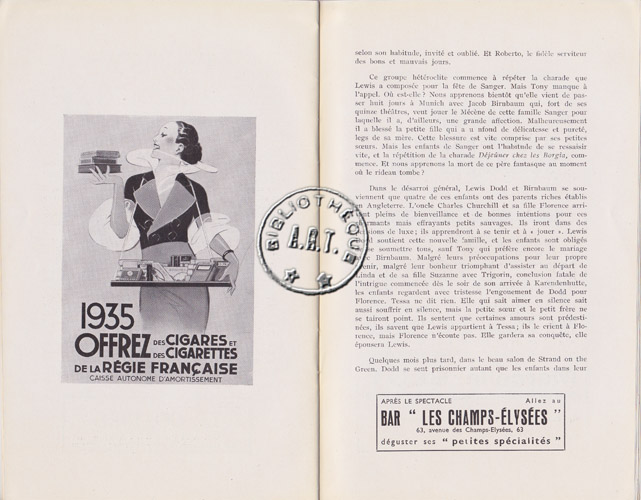 1935
OFFREZ DES CIGARES ET
DES CIGARETTES
DE LA RÉGIE FRANÇAISE
CAISSE AUTONOME D'AMORTISSEMENT
selon son habitude, invité et oublié. Et Roberto, le fidèle serviteur
des bons et mauvais jours.
Ce groupe hétéroclite commence à répéter la charade que
Lewis a composée pour la fête de Sanger. Mais Tony manque à
l'appel. Où est-elle ? Nous apprenons bientôt qu'elle vient de pas-
ser huit jours à Munich avec Jacob Birnbaum qui, fort de ses
quinze théâtres, veut jouer le Mécène de cette famille Sanger pour
laquelle il a, d'ailleurs, une grande affection. Malheureusement
il a blessé la petite fille qui a un fond de délicatesse et pureté,
legs de sa mère. Cette blessure est vite comprise par ses petites
sœurs. Mais les enfants de Sanger ont l'habitude de se ressaisir
vite, et la répétition de la charade Déjeuner chez les Borgia, com-
mence. Et nous apprenons la mort de ce père fantasque au moment
où le rideau tombe ?
Dans le désarroi général, Lewis Dodd et Birnbaum se sou-
viennent que quatre de ces enfants ont des parents riches établis
en Angleterre. L'oncle Charles Churchill et sa fille Florence arri-
pleins de bienveillance et de bonnes intentions pour ces
charmants mais effrayants petits sauvages. Ils iront dans des
de luxe ; ils apprendront à se tenir et à « jouer ». Lewis
soutient cette nouvelle famille, et les enfants sont obligés
soumettre tous, sauf Tony qui préfère encore le mariage
Birnbaum. Malgré leurs préoccupations pour leur propre
malgré leur bonheur triomphant d'assister au départ de
Linda et de sa fille Suzanne avec Trigorin, conclusion fatale de
l'intrigue commencée dès le soir de son arrivée à Karendenhutte,
les enfants regardent avec tristesse l'engouement de Dodd pour
Florence. Tessa ne dit rien. Elle qui sait aimer en silence sait
aussi souffrir en silence, mais la petite sœur et le petit frère ne
se tairont point. Ils sentent que certaines amours sont prédesti-
nées, ils savent que Lewis appartient à Tessa ; ils le crient à Flo-
rence, mais Florence n'écoute pas. Elle gardera sa conquête, elle
épousera Lewis.
Quelques mois plus tard, dans le beau salon de Strand on the
Green. Dodd se sent prisonnier autant que les enfants dans leur
APRÈS LE SPECTACLE Allez au
BAR " LES CHAMPS-ÉLYSÉES "
63, avenue des Champs-Elysées, 63
déguster ses " petites spécialités "
BIBLIOTHÈQUE
A.R.T.